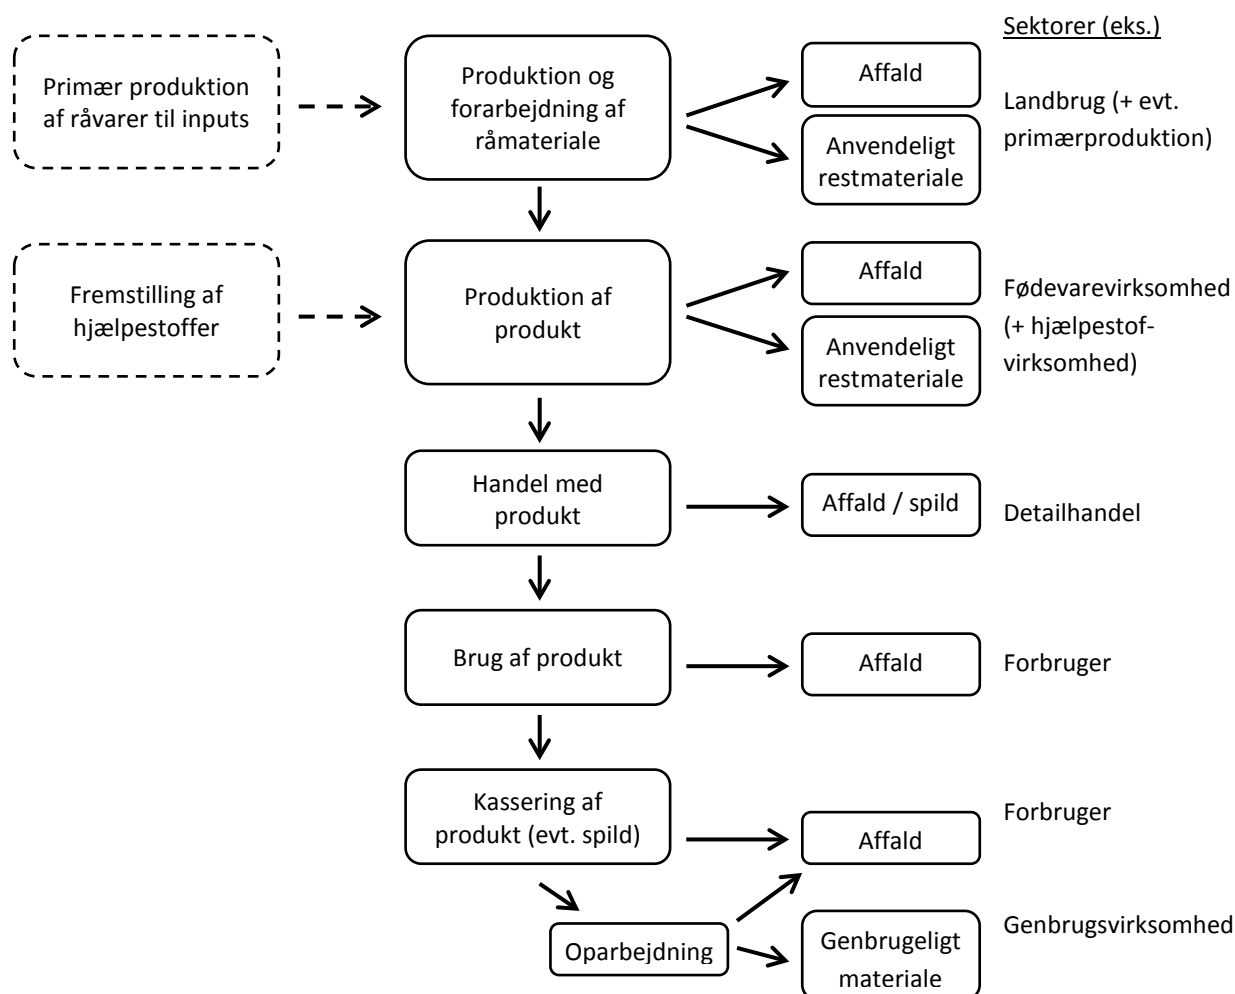 Sektorer (eks.)
Primær produktion
af råvarer til inputs
Produktion og
forarbejdning af
råmateriale
Affald
Anvendeligt
restmateriale
Landbrug (+ evt.
primærproduktion)
Fremstilling af
hjælpestoffer
Produktion af
produkt
Affald
Anvendeligt
restmateriale
Fødevarevirksomhed
(+ hjælpestof-
virksomhed)
Handel med
produkt
Affald / spild
Detailhandel
Brug af produkt
Affald
Forbruger
Kassering af
produkt (evt. spild)
Affald
Forbruger
Oparbejdning
Genbrugeligt
materiale
Genbrugsvirksomhed